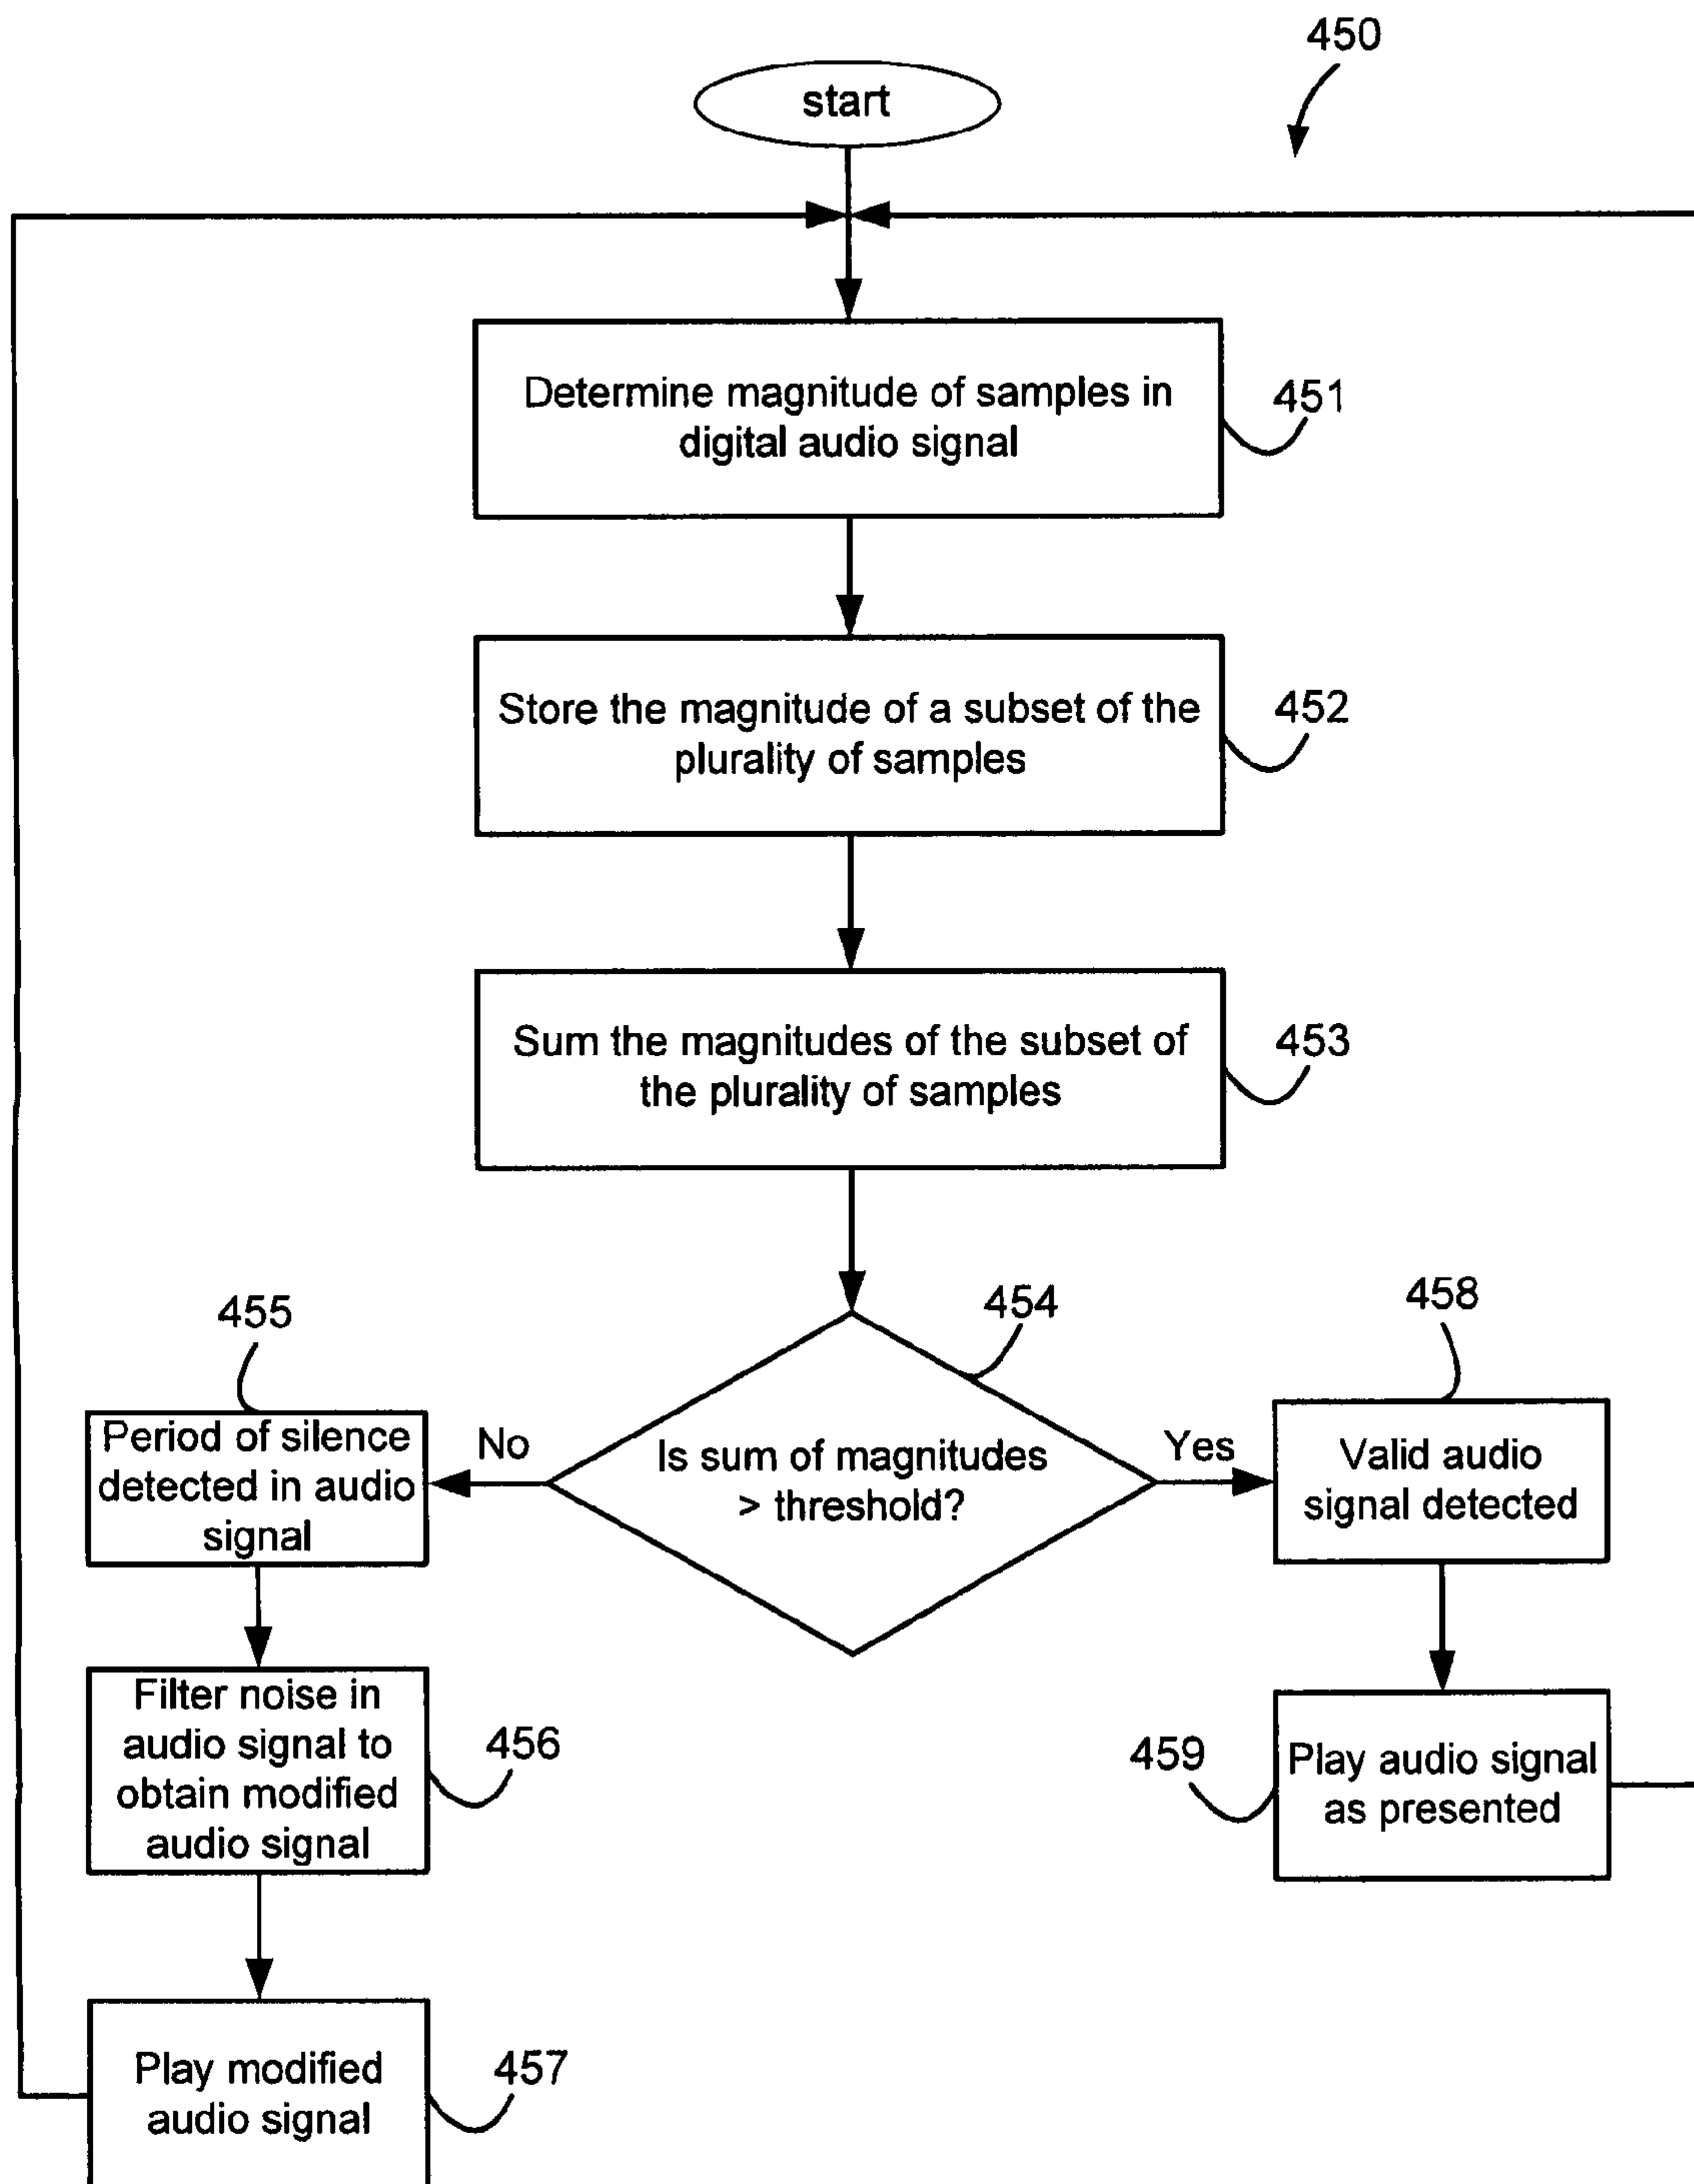 450
start
Determine magnitude of samples in
digital audio signal
451
Store the magnitude of a subset of the
plurality of samples
452
Sum the magnitudes of the subset of
the plurality of samples
453
454
Is sum of magnitudes
> threshold?
No
Yes
455
Period of silence
detected in audio
signal
Filter noise in
audio signal to
obtain modified
audio signal
456
Play modified
audio signal
457
458
Valid audio
signal detected
459
Play audio signal
as presented